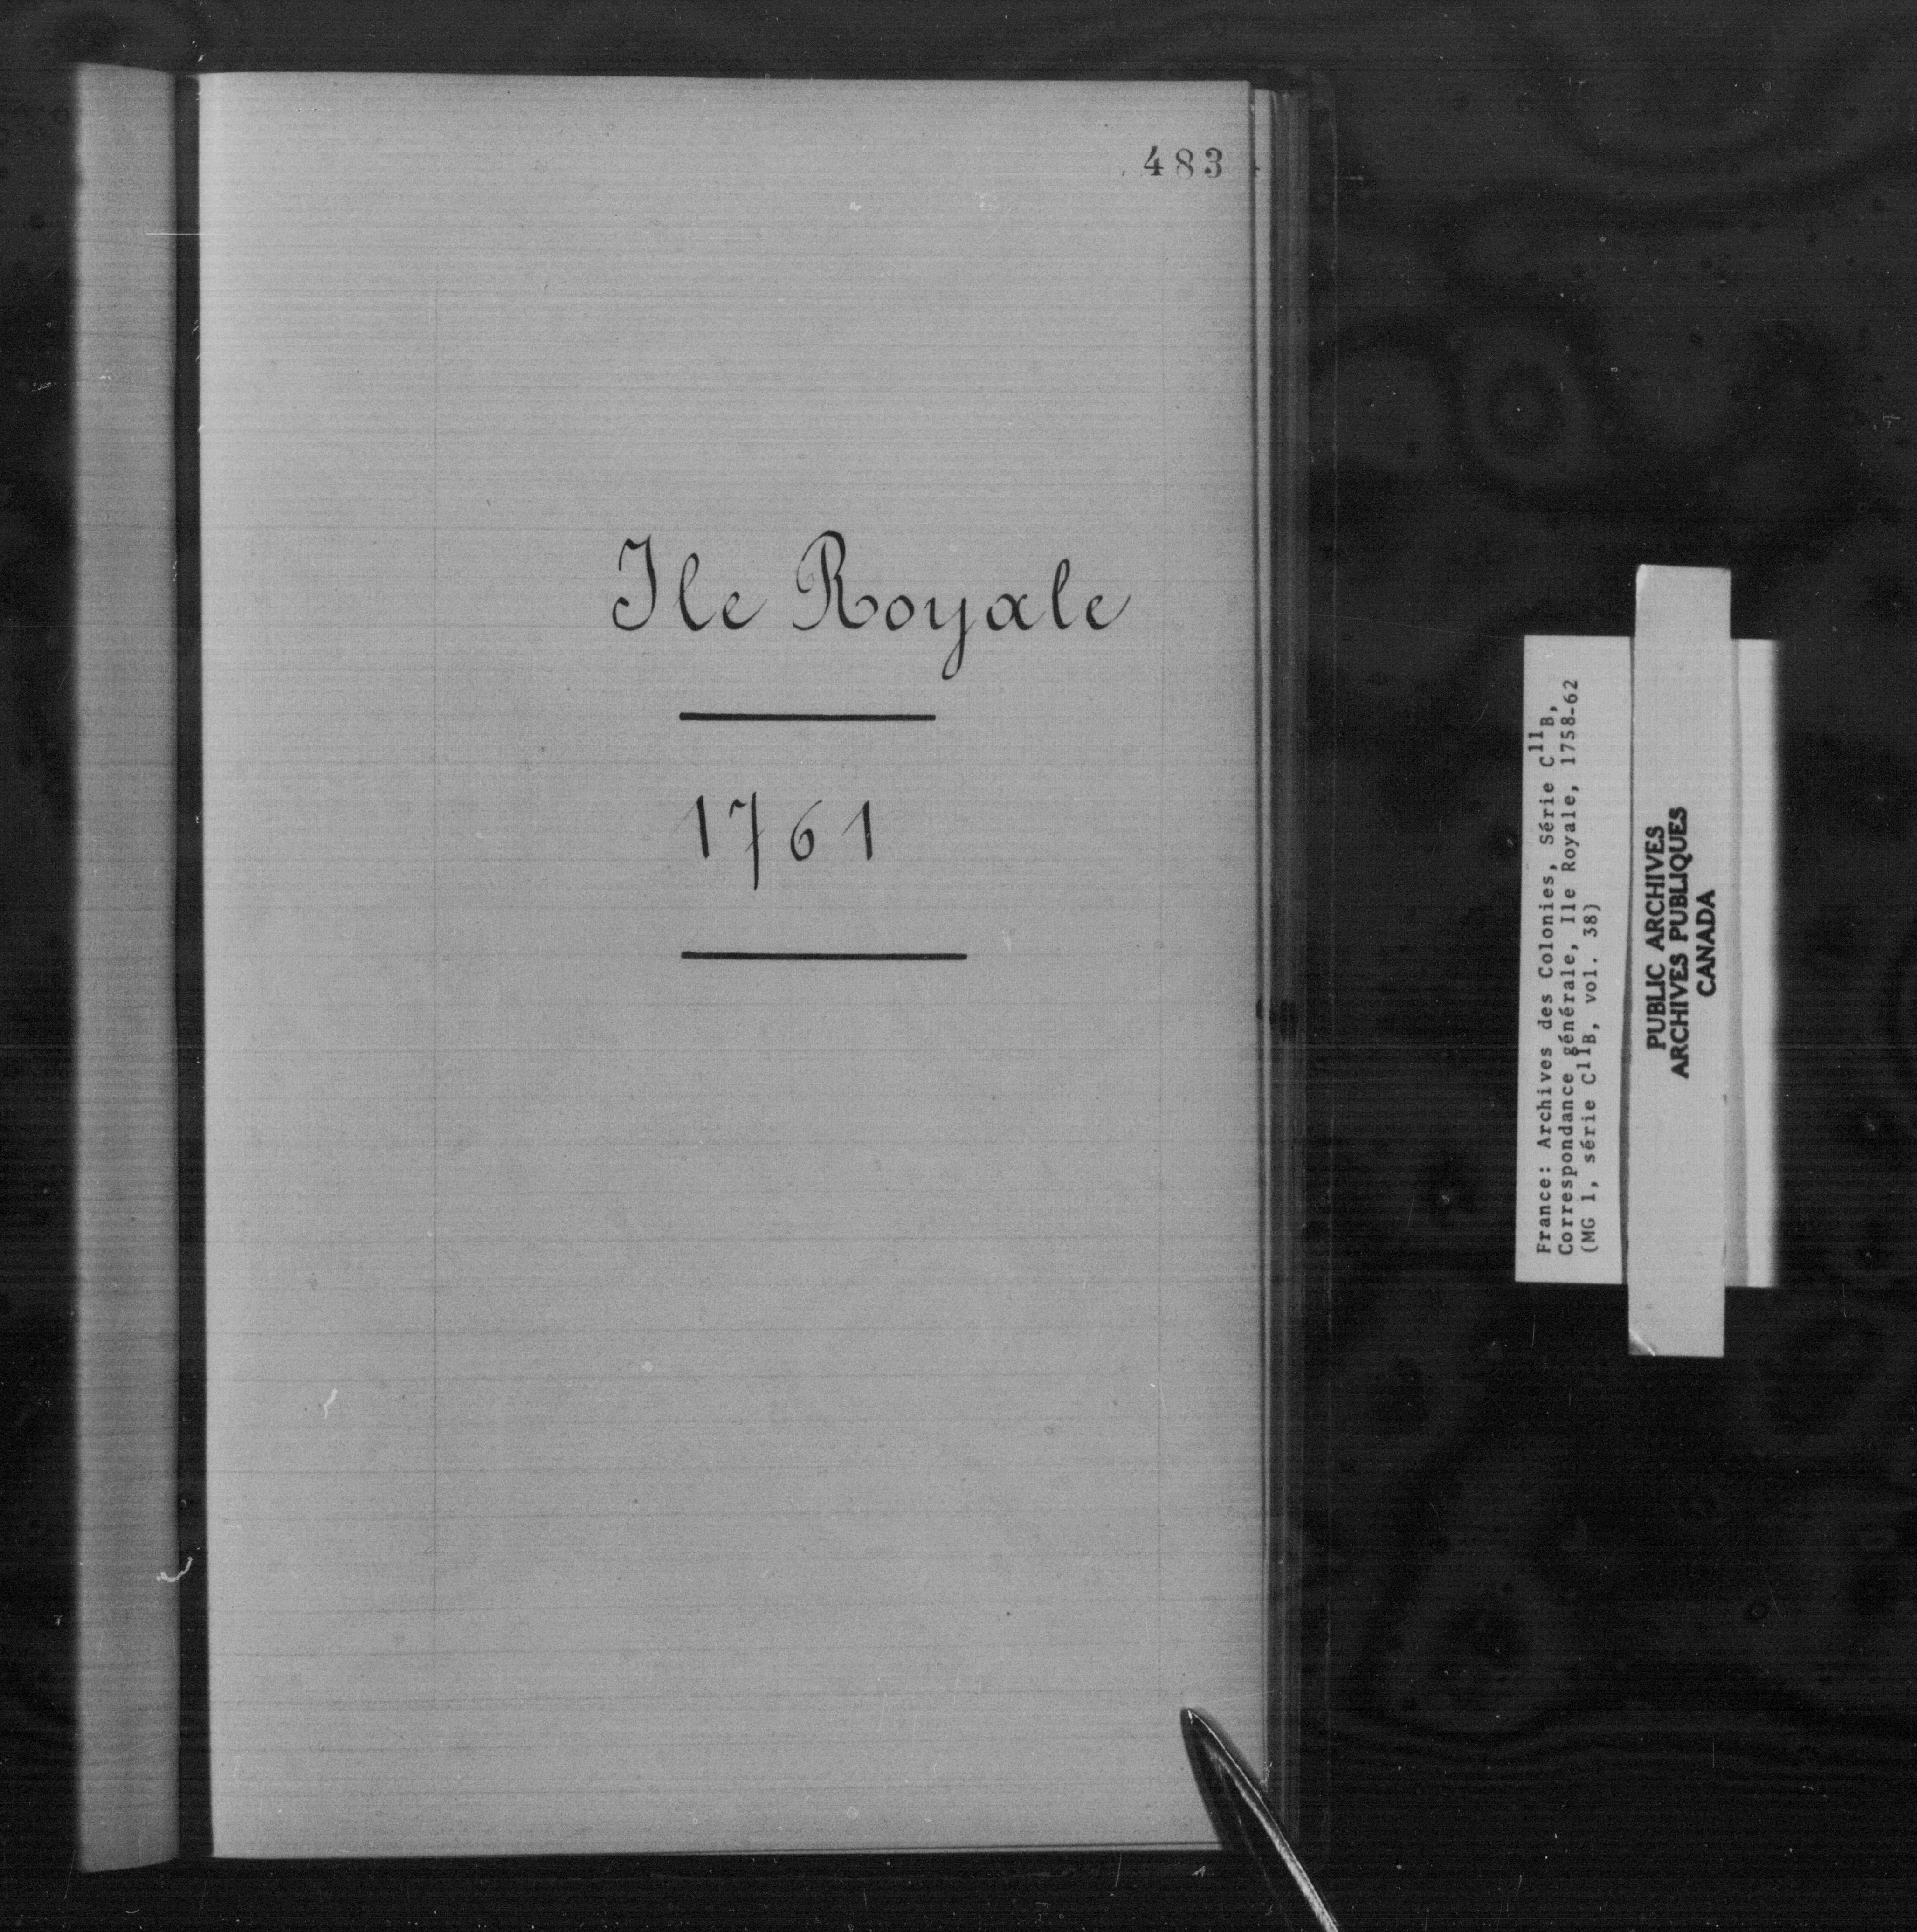 483
Ile Royale
1761
France: Archives des Colonies, Série C11B,
Correspondance générale, Ile Royale, 1758-62
(MG 1, série C11B, vol. 38)
PUBLIC ARCHIVES
ARCHIVES PUBLIQUES
CANADA